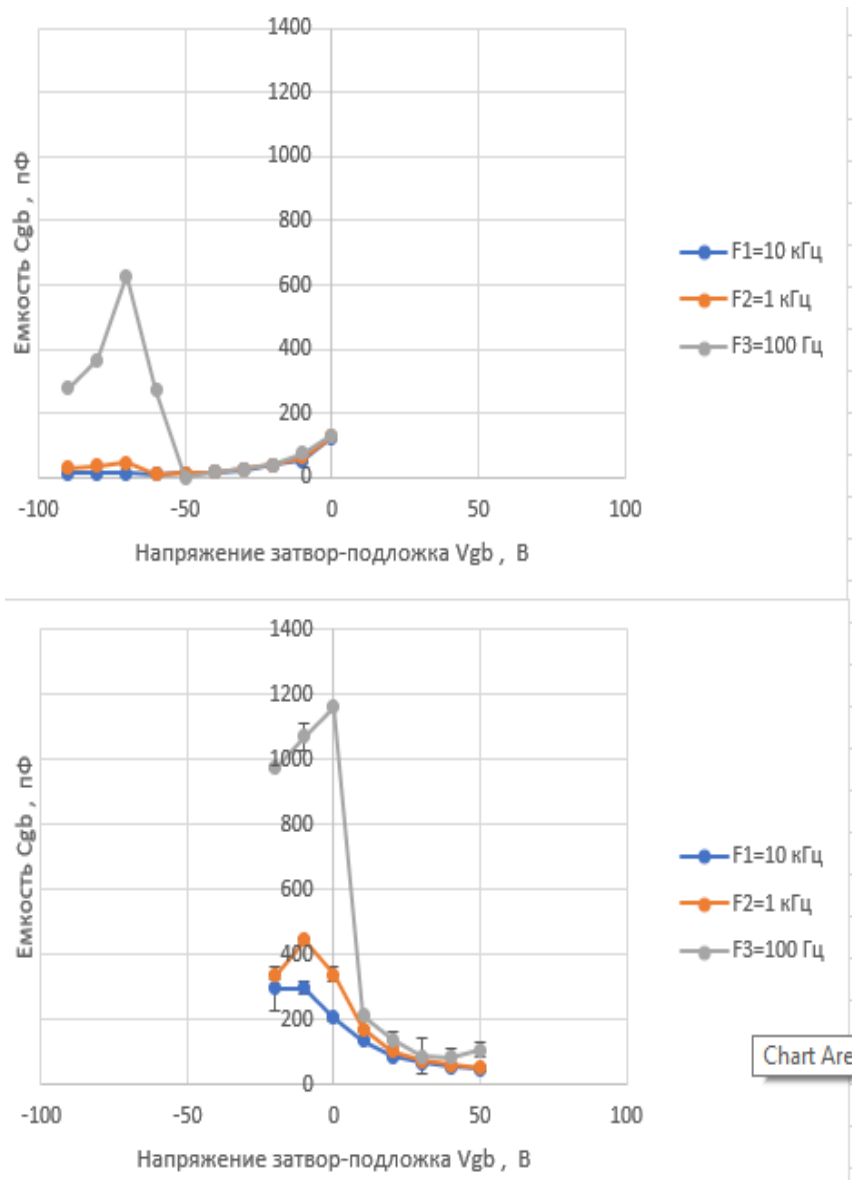 1400
1200
1000
800
600
400
200
0
-100
-50
0
50
100
Емкость Cgb , пФ
Напряжение затвор-подложка Vgb , В
F1=10 кГц
F2=1 кГц
F3=100 Гц
1400
1200
1000
800
600
400
200
0
-100
-50
0
50
100
Емкость Cgb , пФ
Напряжение затвор-подложка Vgb , В
F1=10 кГц
F2=1 кГц
F3=100 Гц
Chart Are